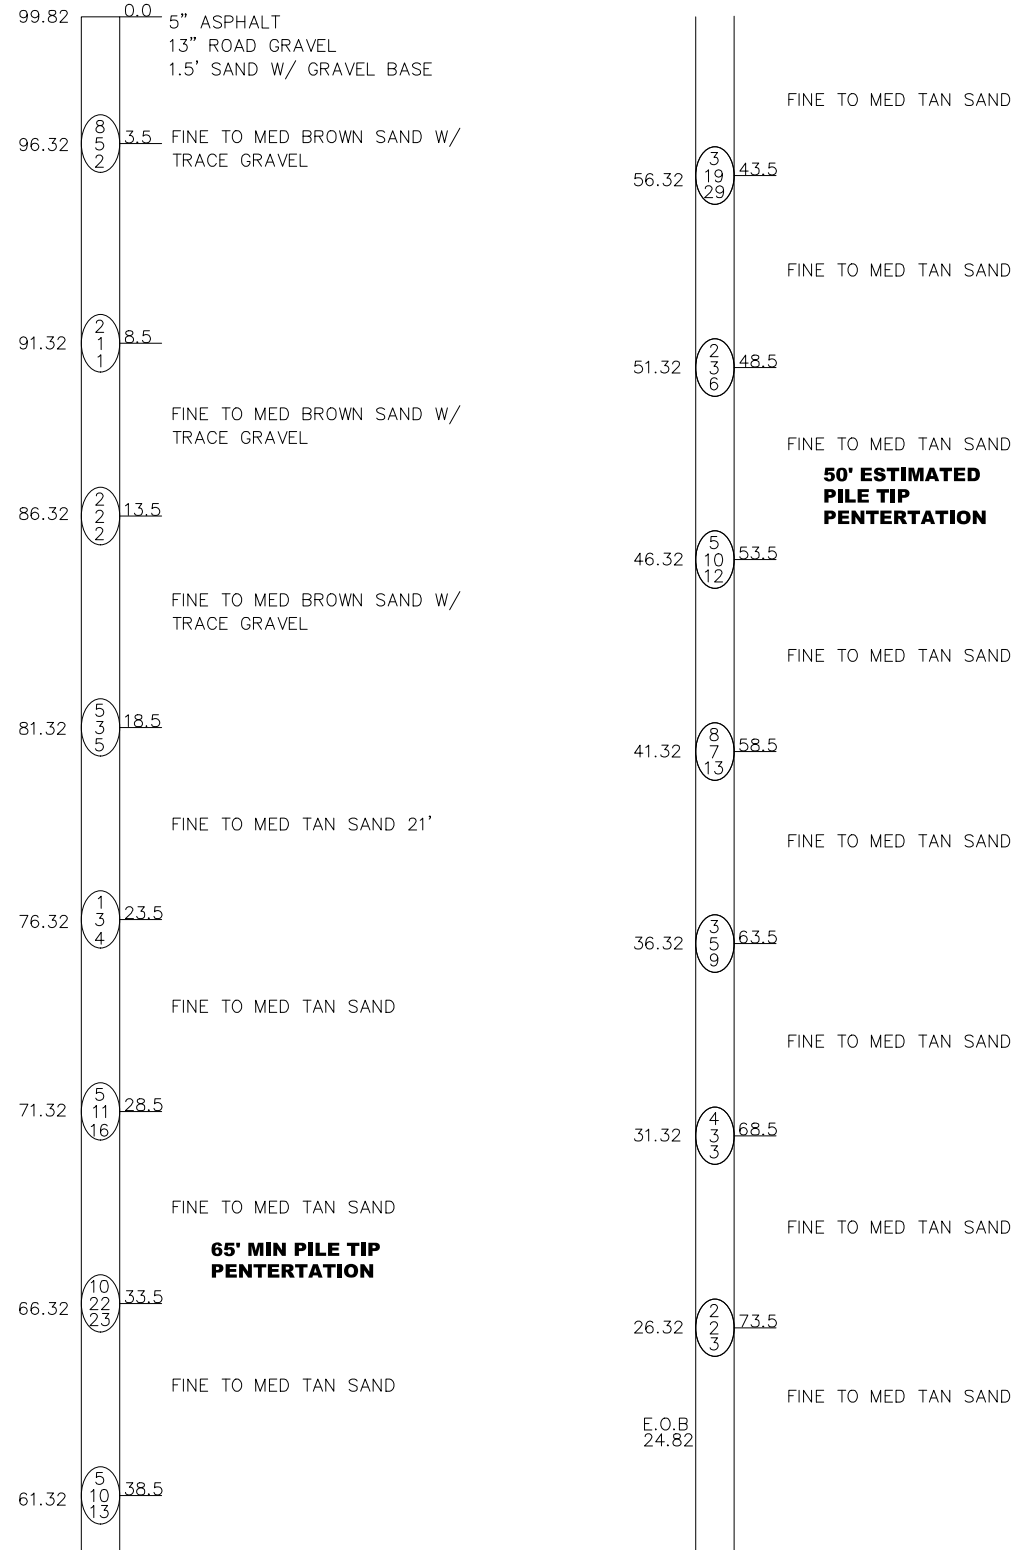 99.82
0.0
5" ASPHALT
13" ROAD GRAVEL
1.5' SAND W/ GRAVEL BASE
96.32
8
5
2
3.5
FINE TO MED BROWN SAND W/
TRACE GRAVEL
91.32
2
1
1
8.5
FINE TO MED BROWN SAND W/
TRACE GRAVEL
86.32
2
2
2
13.5
FINE TO MED BROWN SAND W/
TRACE GRAVEL
81.32
5
3
5
18.5
FINE TO MED TAN SAND 21'
76.32
1
3
4
23.5
FINE TO MED TAN SAND
71.32
5
11
16
28.5
FINE TO MED TAN SAND
65' MIN PILE TIP
PENTERTATION
66.32
10
22
23
33.5
FINE TO MED TAN SAND
61.32
5
10
13
38.5
FINE TO MED TAN SAND
56.32
3
19
29
43.5
FINE TO MED TAN SAND
51.32
2
3
6
48.5
FINE TO MED TAN SAND
50' ESTIMATED
PILE TIP
PENTERTATION
46.32
5
10
12
53.5
FINE TO MED TAN SAND
41.32
8
7
13
58.5
FINE TO MED TAN SAND
36.32
3
5
9
63.5
FINE TO MED TAN SAND
31.32
4
3
3
68.5
FINE TO MED TAN SAND
26.32
2
2
3
73.5
FINE TO MED TAN SAND
E.O.B
24.82